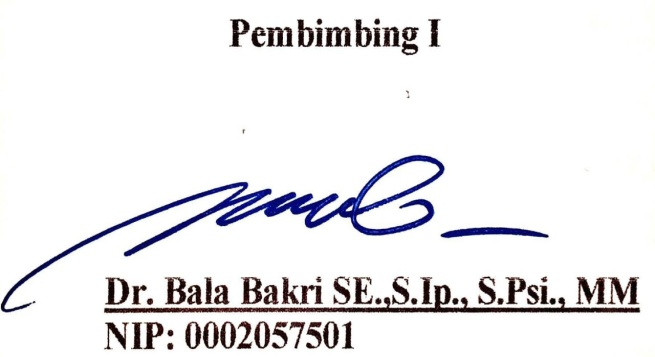 Pembimbing I
Dr. Bala Bakri SE.,S.Ip., S.Psi., MM
NIP: 0002057501